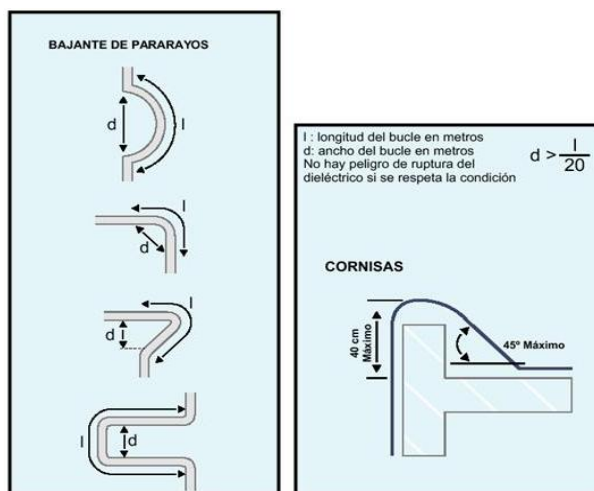 BAJANTE DE PARARAYOS
d
l
l
d
l
d
l
d
l : longitud del bucle en metros
d: ancho del bucle en metros
No hay peligro de ruptura del
dieléctrico si se respeta la condición
d > l
20
CORNISAS
40 cm
Máximo
45º Máximo